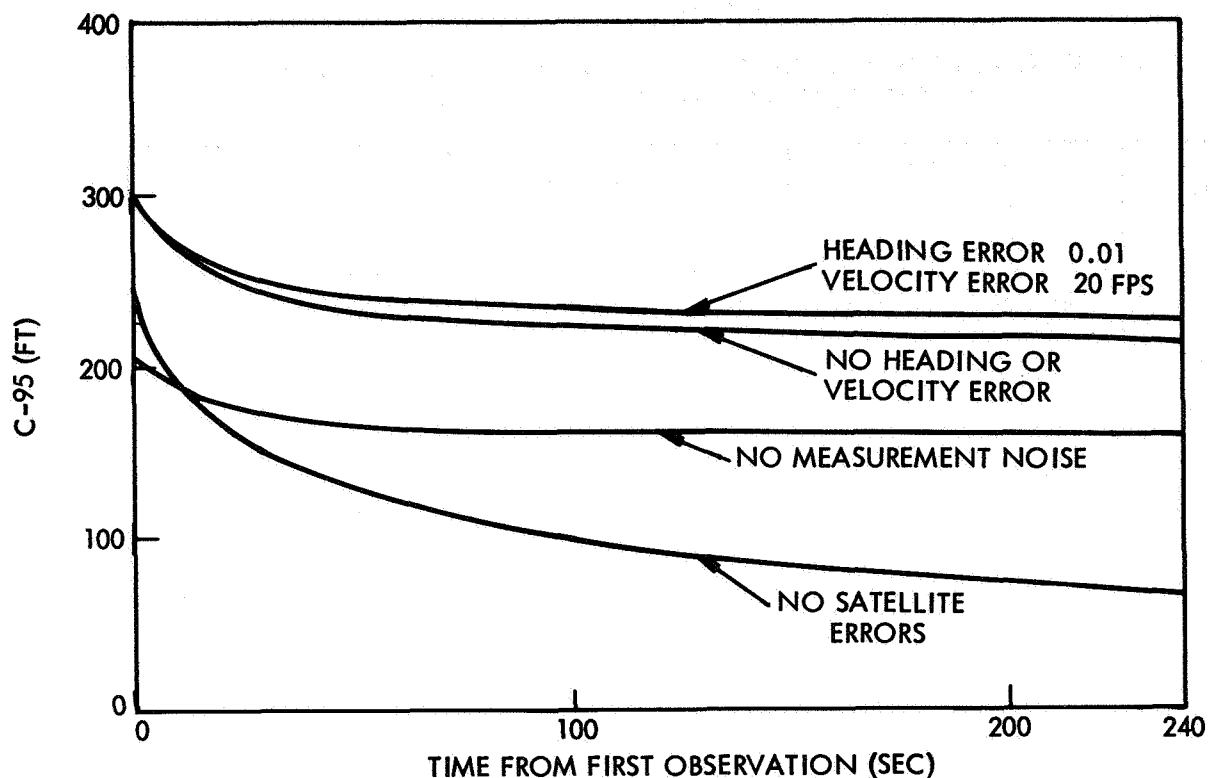 400
300
200
100
0
C-95 (FT)
HEADING ERROR 0.01
VELOCITY ERROR 20 FPS
NO HEADING OR
VELOCITY ERROR
NO MEASUREMENT NOISE
NO SATELLITE
ERRORS
0
100
200
240
TIME FROM FIRST OBSERVATION (SEC)